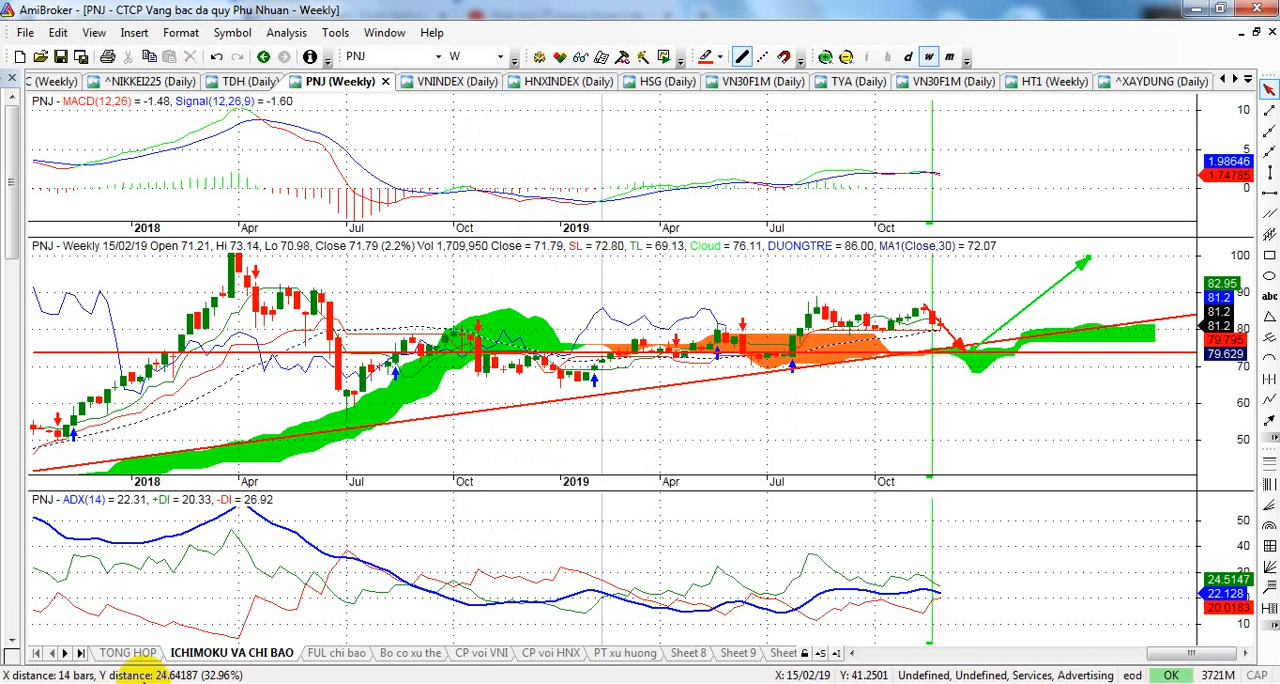 AmiBroker - [PNJ - CTCP Vang bac da quy Phu Nhuan - Weekly]
File Edit View Insert Format Symbol Analysis Tools Window Help
PNJ W i h d w m
C (Weekly) ^NIKKEI225 (Daily) TDH (Daily) PNJ (Weekly) VNINDEX (Daily) HNXINDEX (Daily) HSG (Daily) VN30F1M (Daily) TYA (Daily) VN30F1M (Daily) HT1 (Weekly) ^XAYDUNG (Daily)
PNJ - MACD(12,26) = -1.48, Signal(12,26,9) = -1.60
10
5
1.98646
1.74785
0
2018 Apr Jul Oct 2019 Apr Jul Oct
PNJ - Weekly 15/02/19 Open 71.21, Hi 73.14, Lo 70.98, Close 71.79 (2.2%) Vol 1,709,950 Close = 71.79, SL = 72.80, TL = 69.13, Cloud = 76.11, DUONGTRE = 86.00, MA1(Close,30) = 72.07
100
82.95
90
81.2
81.2
81.2
80
79.795
79.629
70
60
50
2018 Apr Jul Oct 2019 Apr Jul Oct
PNJ - ADX(14) = 22.31, +DI = 20.33, -DI = 26.92
50
40
30
24.5147
22.128
20.0183
10
abc
TONG HOP ICHIMOKU VA CHI BAO FUL chi bao Bo co xu the CP voi VNI CP voi HNX PT xu huong Sheet 8 Sheet 9 Sheet
X distance: 14 bars, Y distance: 24.64187 (32.96%) X: 15/02/19 Y: 41.2501 Undefined, Undefined, Services, Advertising eod OK 3721M CAP